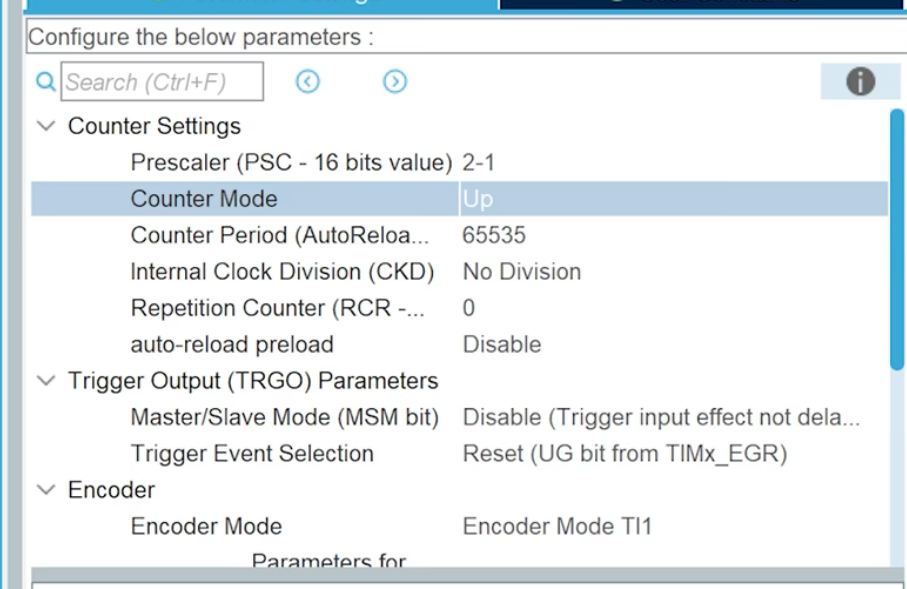 Configure the below parameters :
Search (Ctrl+F)
Counter Settings
Prescaler (PSC - 16 bits value) 2-1
Counter Mode Up
Counter Period (AutoReloa... 65535
Internal Clock Division (CKD) No Division
Repetition Counter (RCR -... 0
auto-reload preload Disable
Trigger Output (TRGO) Parameters
Master/Slave Mode (MSM bit) Disable (Trigger input effect not dela...
Trigger Event Selection Reset (UG bit from TIMx_EGR)
Encoder
Encoder Mode Encoder Mode TI1
Parameters for